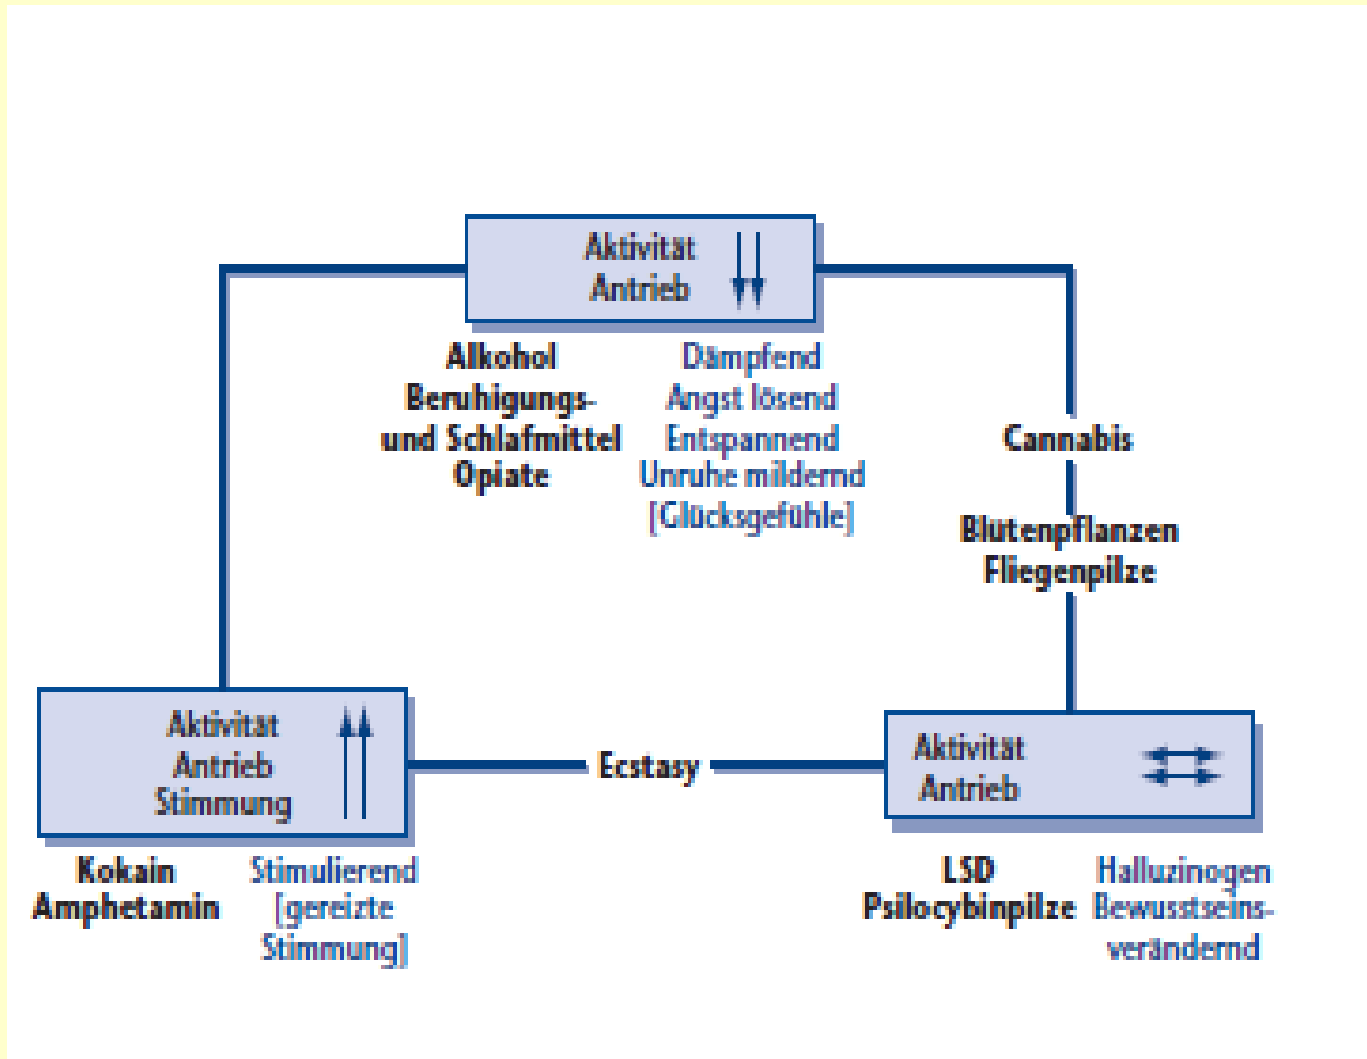 Aktivität
Antrieb
Alkohol
Beruhigungs-
und Schlafmittel
Opiate
Dämpfend
Angst lösend
Entspannend
Unruhe mildernd
[Glücksgefühle]
Cannabis
Blütenpflanzen
Fliegenpilze
Aktivität
Antrieb
Stimmung
Kokain
Amphetamin
Stimulierend
[gereizte
Stimmung]
Ecstasy
Aktivität
Antrieb
LSD
Psilocybinpilze
Halluzinogen
Bewusstseins-
verändernd